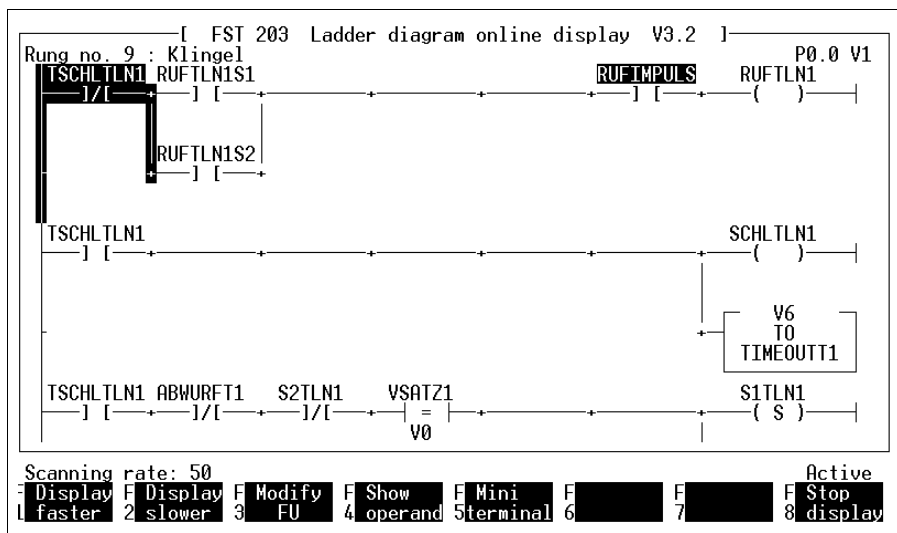 [ FST 203 Ladder diagram online display V3.2 ]
Rung no. 9 : Klingel P0.0 V1
TSCHLTLN1 RUFTLN1S1 RUFIMPULS RUFTLN1
]/[ ] [ ] [ ( )
RUFTLN1S2
] [
TSCHLTLN1 SCHLTLN1
] [ ( )
V6
TO
TIMEOUTT1
TSCHLTLN1 ABWURFT1 S2TLN1 VSATZ1 S1TLN1
] [ ]/[ ]/[ = ( S )
V0
Scanning rate: 50 Active
F Display F Display F Modify F Show F Mini F F F Stop
1 faster 2 slower 3 FU 4 operand 5 terminal 6 7 8 display